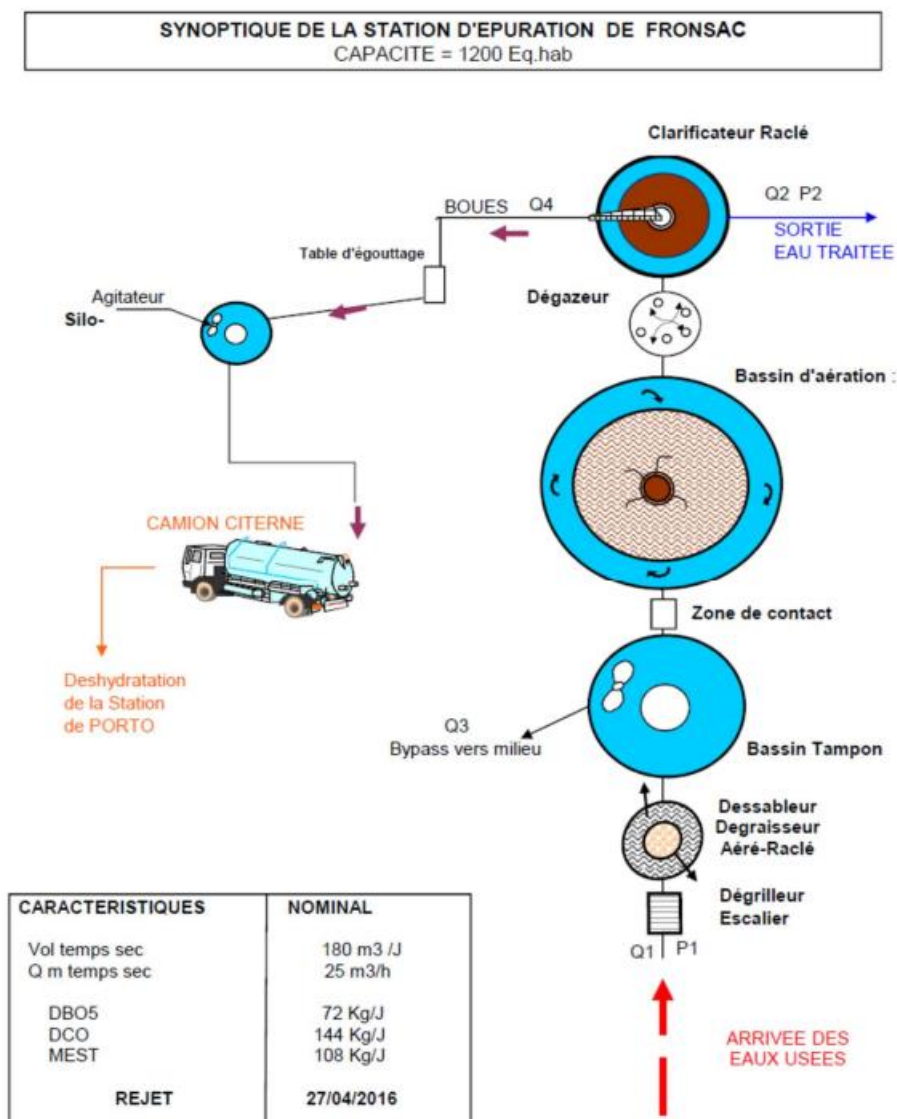 SYNOPTIQUE DE LA STATION D'EPURATION DE FRONSAC
CAPACITE = 1200 Eq.hab
Clarificateur Raclé
BOUES Q4
Q2 P2
SORTIE
EAU TRAITEE
Table d'égouttage
Dégazeur
Agitateur
Silo-
Bassin d'aération :
CAMION CITERNE
Zone de contact
Deshydratation
de la Station
de PORTO
Q3
Bypass vers milieu
Bassin Tampon
Dessableur
Degraisseur
Aéré-Raclé
Dégrilleur
Escalier
Q1 P1
ARRIVEE DES
EAUX USEES
CARACTERISTIQUES NOMINAL
Vol temps sec 180 m3 /J
Q m temps sec 25 m3/h
DBO5 72 Kg/J
DCO 144 Kg/J
MEST 108 Kg/J
REJET 27/04/2016